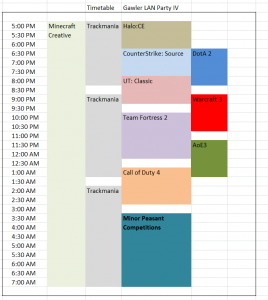 Timetable Gawler LAN Party IV
5:00 PM Minecraft Trackmania Halo:CE
5:30 PM Creative
6:00 PM
6:30 PM CounterStrike: Source DotA 2
7:00 PM
7:30 PM
8:00 PM UT: Classic
8:30 PM
9:00 PM Trackmania Warcraft 3
9:30 PM
10:00 PM Team Fortress 2
10:30 PM
11:00 PM
11:30 PM AoE3
12:00 AM
12:30 AM
1:00 AM Call of Duty 4
1:30 AM
2:00 AM Trackmania
2:30 AM
3:00 AM
3:30 AM Minor Peasant
4:00 AM Competitions
4:30 AM
5:00 AM
5:30 AM
6:00 AM
6:30 AM
7:00 AM